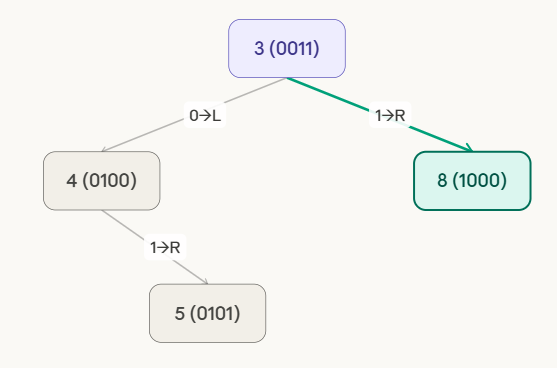 3 (0011)
0→L
1→R
4 (0100)
8 (1000)
1→R
5 (0101)